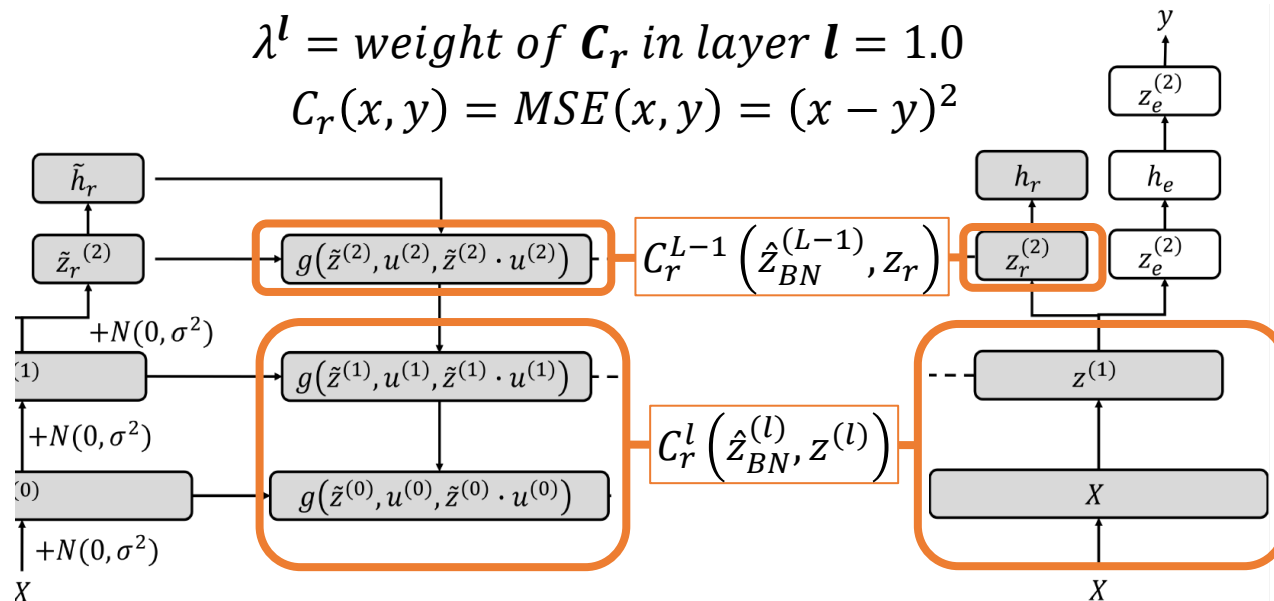 λ^l = weight of C_r in layer l = 1.0
C_r(x, y) = MSE(x, y) = (x − y)^2
y
z_e^(2)
h̃_r
h_r
h_e
z̃_r^(2)
g(z̃^(2), u^(2), z̃^(2) · u^(2))
C_r^{L−1}(ẑ_BN^(L−1), z_r)
z_r^(2)
z_e^(2)
+N(0, σ^2)
(1)
g(z̃^(1), u^(1), z̃^(1) · u^(1))
z^(1)
+N(0, σ^2)
C_r^l(ẑ_BN^(l), z^(l))
(0)
g(z̃^(0), u^(0), z̃^(0) · u^(0))
X
+N(0, σ^2)
X
X